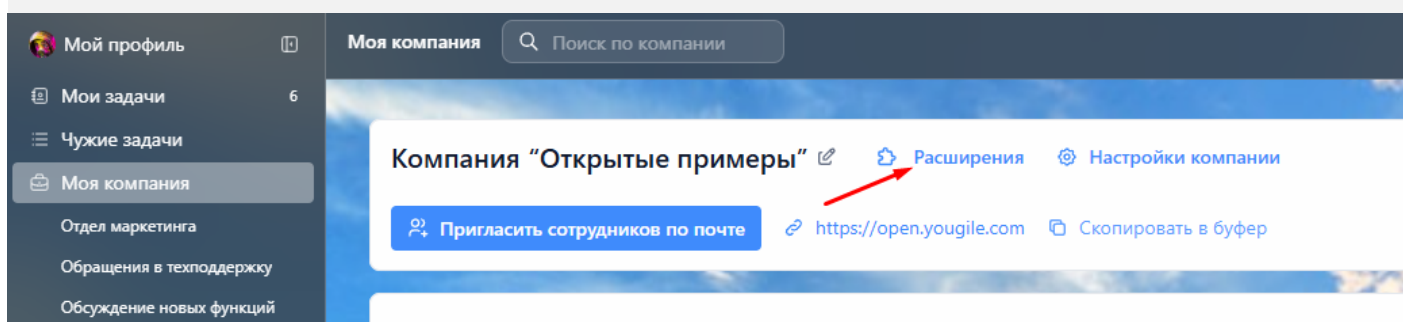 Мой профиль
Мои задачи 6
Чужие задачи
Моя компания
Отдел маркетинга
Обращения в техподдержку
Обсуждение новых функций
Моя компания Поиск по компании
Компания “Открытые примеры” Расширения Настройки компании
Пригласить сотрудников по почте https://open.yougile.com Скопировать в буфер